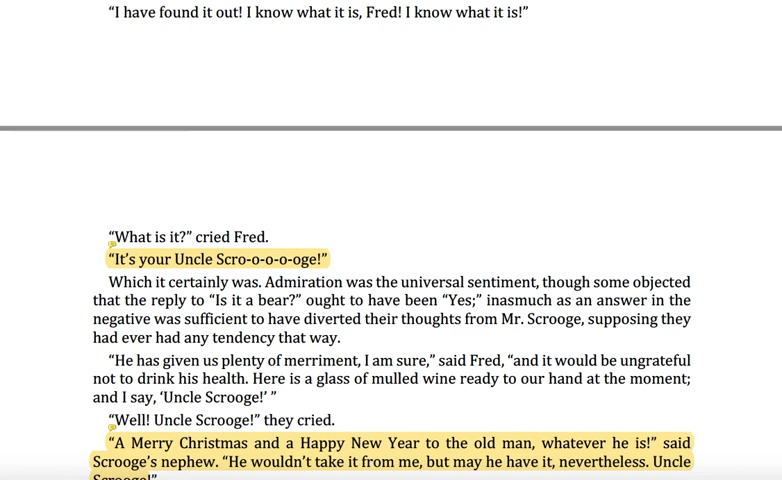 “I have found it out! I know what it is, Fred! I know what it is!”
“What is it?” cried Fred.
“It’s your Uncle Scro-o-o-o-oge!”
Which it certainly was. Admiration was the universal sentiment, though some objected
that the reply to “Is it a bear?” ought to have been “Yes;” inasmuch as an answer in the
negative was sufficient to have diverted their thoughts from Mr. Scrooge, supposing they
had ever had any tendency that way.
“He has given us plenty of merriment, I am sure,” said Fred, “and it would be ungrateful
not to drink his health. Here is a glass of mulled wine ready to our hand at the moment;
and I say, ‘Uncle Scrooge!’ ”
“Well! Uncle Scrooge!” they cried.
“A Merry Christmas and a Happy New Year to the old man, whatever he is!” said
Scrooge’s nephew. “He wouldn’t take it from me, but may he have it, nevertheless. Uncle
Scrooge!”